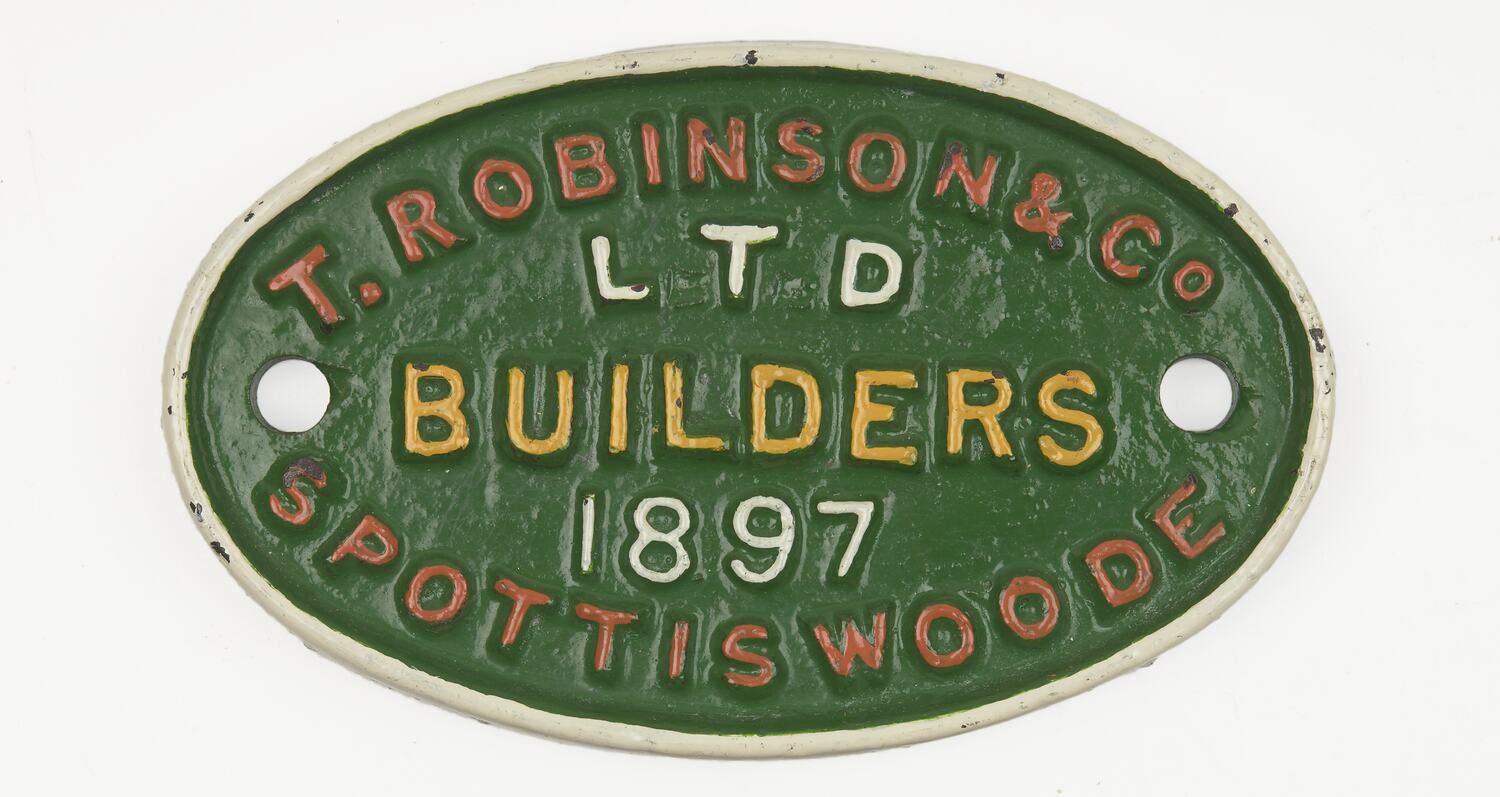 T. ROBINSON & Co
LTD
BUILDERS
1897
SPOTTISWOODE